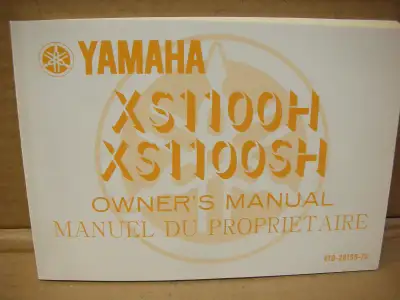 YAMAHA
XS1100H
XS1100SH
OWNER'S MANUAL
MANUEL DU PROPRIETAIRE